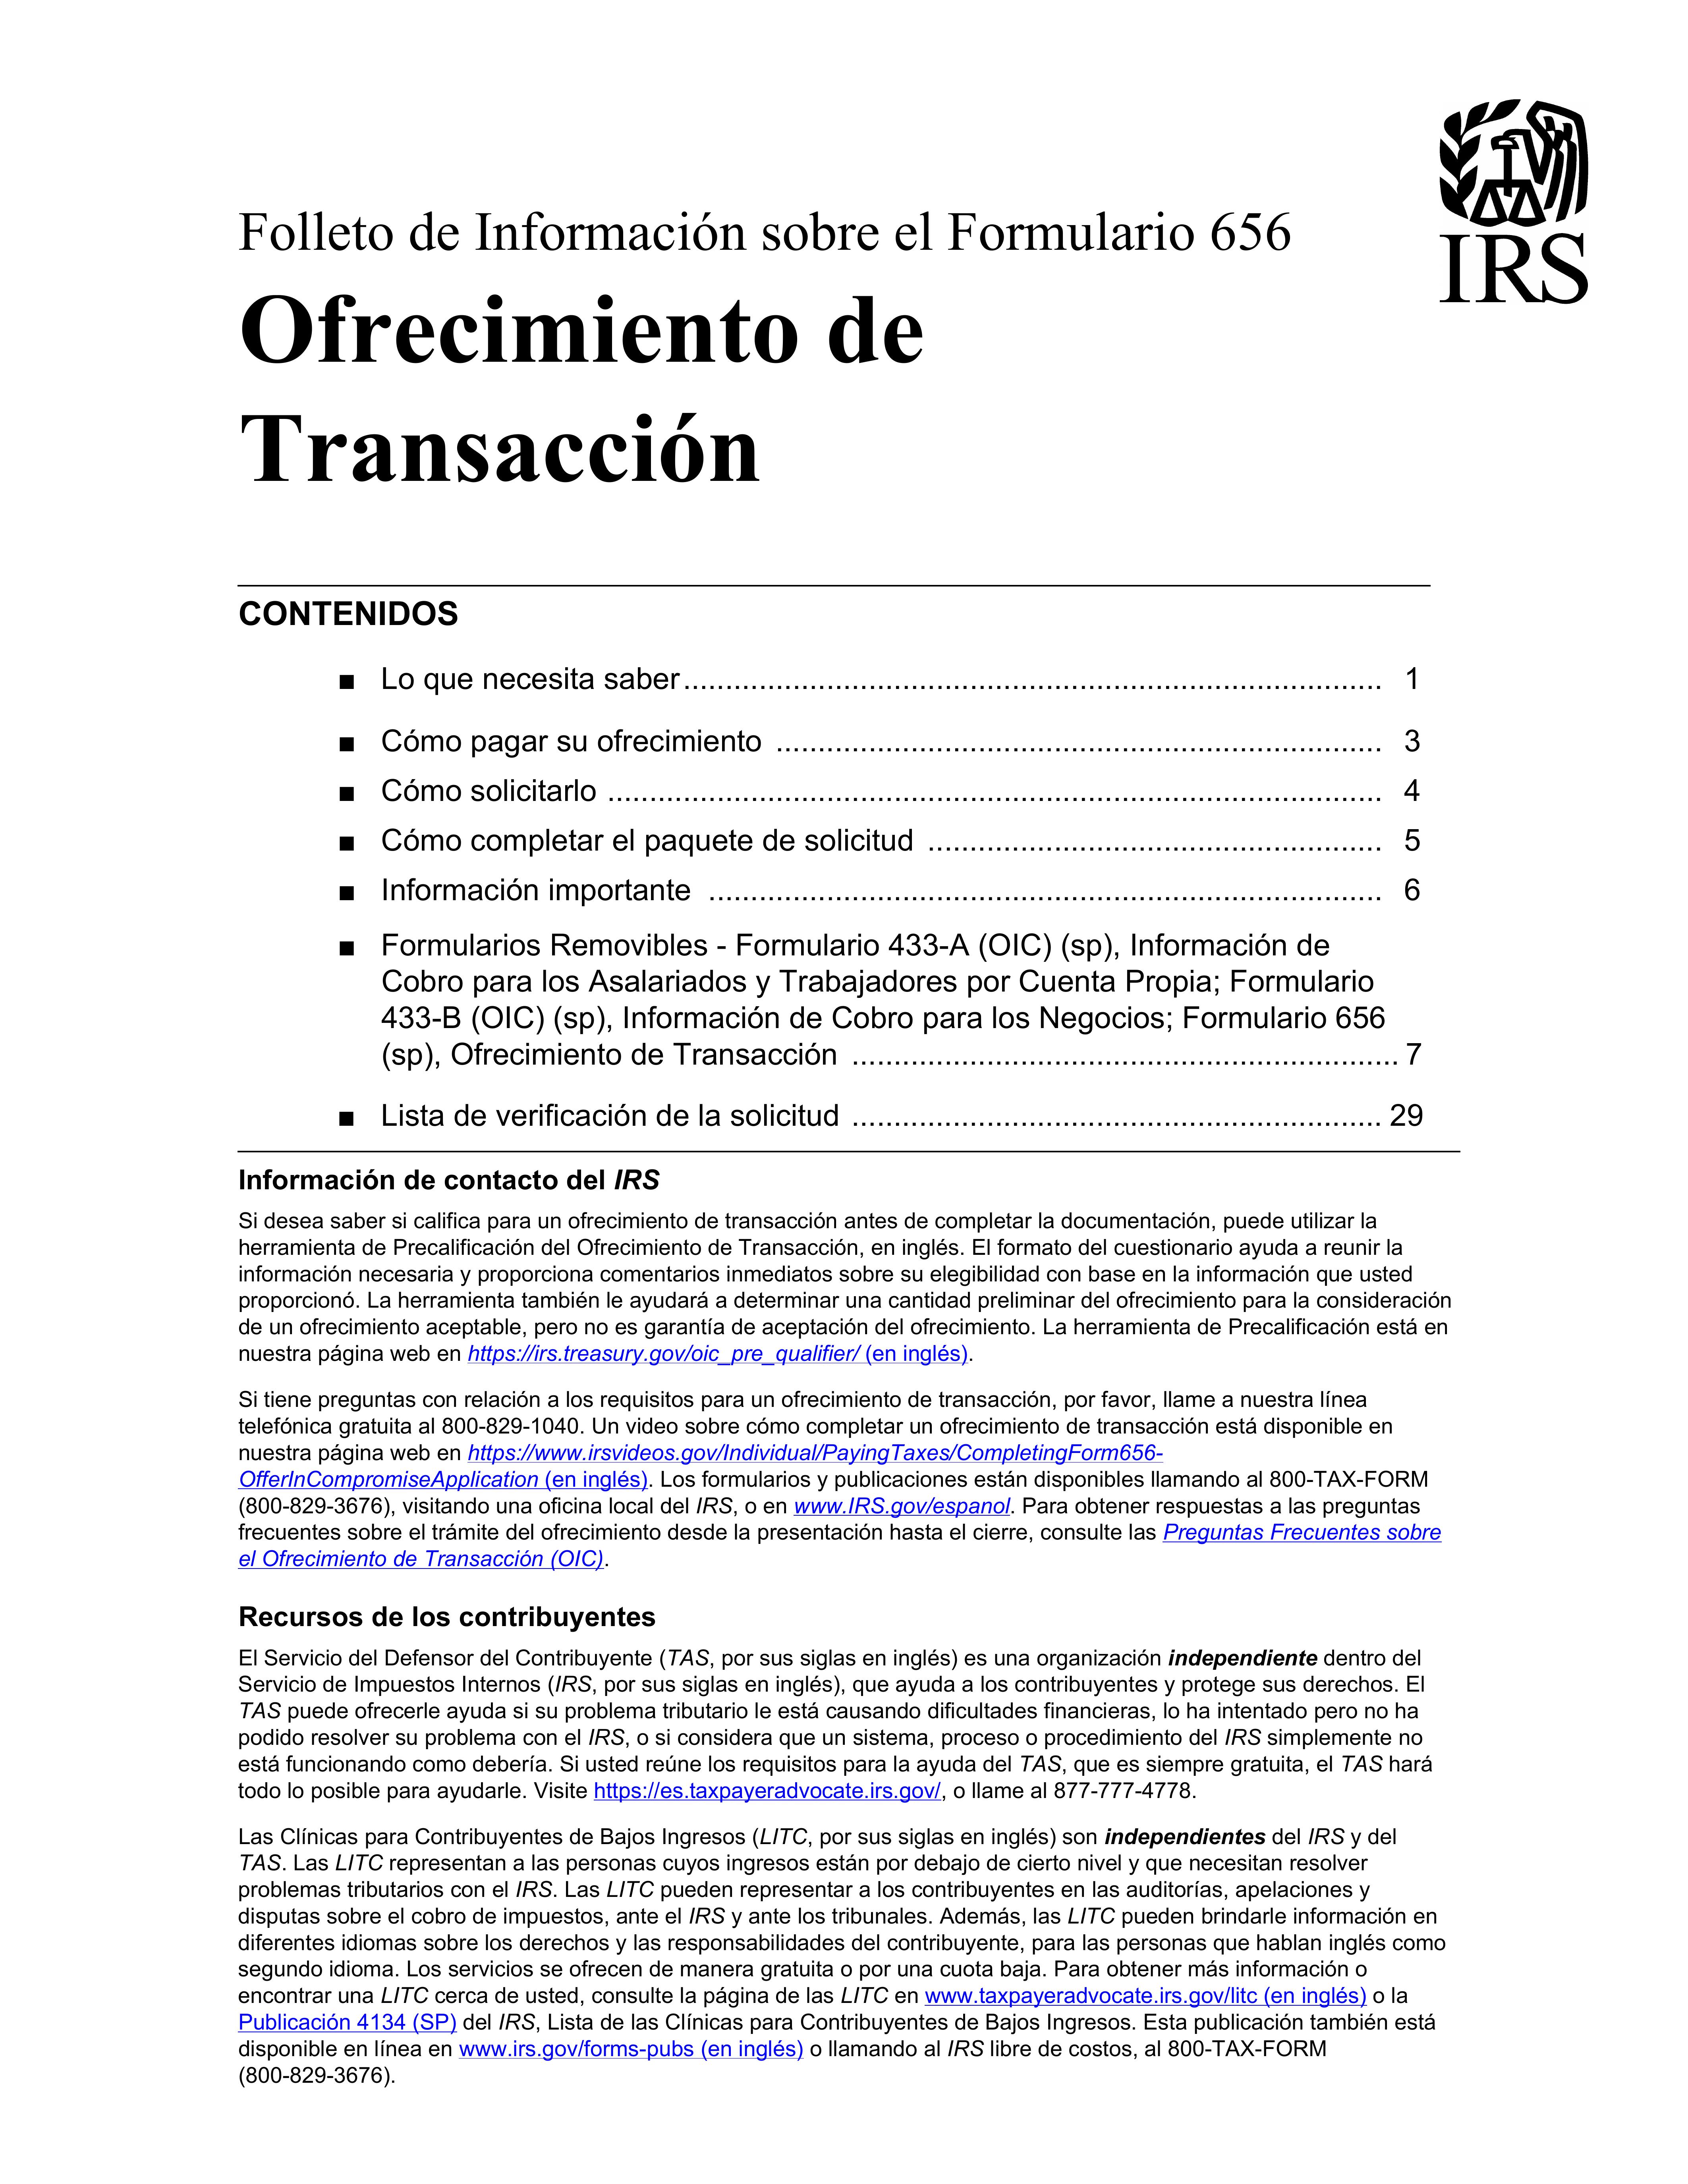 IRS
Folleto de Información sobre el Formulario 656
Ofrecimiento de
Transacción
CONTENIDOS
■ Lo que necesita saber.................................................................................... 1
■ Cómo pagar su ofrecimiento ......................................................................... 3
■ Cómo solicitarlo ............................................................................................. 4
■ Cómo completar el paquete de solicitud ....................................................... 5
■ Información importante ................................................................................. 6
■ Formularios Removibles - Formulario 433-A (OIC) (sp), Información de
Cobro para los Asalariados y Trabajadores por Cuenta Propia; Formulario
433-B (OIC) (sp), Información de Cobro para los Negocios; Formulario 656
(sp), Ofrecimiento de Transacción .................................................................. 7
■ Lista de verificación de la solicitud ................................................................ 29
Información de contacto del IRS
Si desea saber si califica para un ofrecimiento de transacción antes de completar la documentación, puede utilizar la
herramienta de Precalificación del Ofrecimiento de Transacción, en inglés. El formato del cuestionario ayuda a reunir la
información necesaria y proporciona comentarios inmediatos sobre su elegibilidad con base en la información que usted
proporcionó. La herramienta también le ayudará a determinar una cantidad preliminar del ofrecimiento para la consideración
de un ofrecimiento aceptable, pero no es garantía de aceptación del ofrecimiento. La herramienta de Precalificación está en
nuestra página web en https://irs.treasury.gov/oic_pre_qualifier/ (en inglés).
Si tiene preguntas con relación a los requisitos para un ofrecimiento de transacción, por favor, llame a nuestra línea
telefónica gratuita al 800-829-1040. Un video sobre cómo completar un ofrecimiento de transacción está disponible en
nuestra página web en https://www.irsvideos.gov/Individual/PayingTaxes/CompletingForm656-
OfferInCompromiseApplication (en inglés). Los formularios y publicaciones están disponibles llamando al 800-TAX-FORM
(800-829-3676), visitando una oficina local del IRS, o en www.IRS.gov/espanol. Para obtener respuestas a las preguntas
frecuentes sobre el trámite del ofrecimiento desde la presentación hasta el cierre, consulte las Preguntas Frecuentes sobre
el Ofrecimiento de Transacción (OIC).
Recursos de los contribuyentes
El Servicio del Defensor del Contribuyente (TAS, por sus siglas en inglés) es una organización independiente dentro del
Servicio de Impuestos Internos (IRS, por sus siglas en inglés), que ayuda a los contribuyentes y protege sus derechos. El
TAS puede ofrecerle ayuda si su problema tributario le está causando dificultades financieras, lo ha intentado pero no ha
podido resolver su problema con el IRS, o si considera que un sistema, proceso o procedimiento del IRS simplemente no
está funcionando como debería. Si usted reúne los requisitos para la ayuda del TAS, que es siempre gratuita, el TAS hará
todo lo posible para ayudarle. Visite https://es.taxpayeradvocate.irs.gov/, o llame al 877-777-4778.
Las Clínicas para Contribuyentes de Bajos Ingresos (LITC, por sus siglas en inglés) son independientes del IRS y del
TAS. Las LITC representan a las personas cuyos ingresos están por debajo de cierto nivel y que necesitan resolver
problemas tributarios con el IRS. Las LITC pueden representar a los contribuyentes en las auditorías, apelaciones y
disputas sobre el cobro de impuestos, ante el IRS y ante los tribunales. Además, las LITC pueden brindarle información en
diferentes idiomas sobre los derechos y las responsabilidades del contribuyente, para las personas que hablan inglés como
segundo idioma. Los servicios se ofrecen de manera gratuita o por una cuota baja. Para obtener más información o
encontrar una LITC cerca de usted, consulte la página de las LITC en www.taxpayeradvocate.irs.gov/litc (en inglés) o la
Publicación 4134 (SP) del IRS, Lista de las Clínicas para Contribuyentes de Bajos Ingresos. Esta publicación también está
disponible en línea en www.irs.gov/forms-pubs (en inglés) o llamando al IRS libre de costos, al 800-TAX-FORM
(800-829-3676).